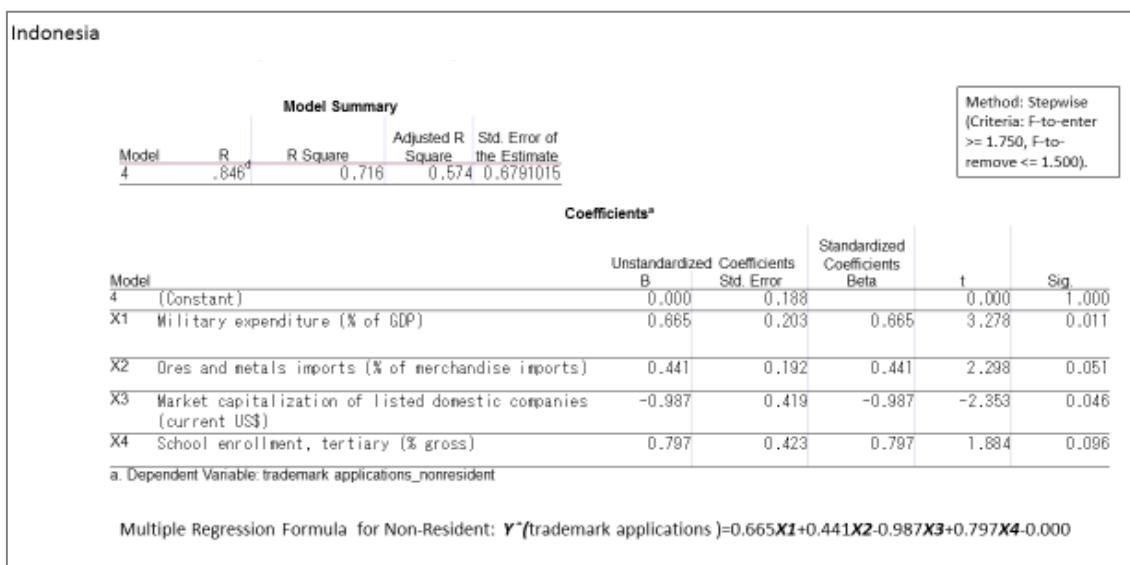 Indonesia
Method: Stepwise
(Criteria: F-to-enter
>= 1.750, F-to-
remove <= 1.500).
Model Summary
Model R R Square Adjusted R Square Std. Error of the Estimate
4 .846d 0.716 0.574 0.6791015
Coefficientsa
Unstandardized Coefficients Standardized Coefficients
Model B Std. Error Beta t Sig.
4 (Constant) 0.000 0.188 0.000 1.000
X1 Military expenditure (% of GDP) 0.665 0.203 0.665 3.278 0.011
X2 Ores and metals imports (% of merchandise imports) 0.441 0.192 0.441 2.298 0.051
X3 Market capitalization of listed domestic companies -0.987 0.419 -0.987 -2.353 0.046
(current US$)
X4 School enrollment, tertiary (% gross) 0.797 0.423 0.797 1.884 0.096
a. Dependent Variable: trademark applications_nonresident
Multiple Regression Formula for Non-Resident: Yˆ(trademark applications )=0.665X1+0.441X2-0.987X3+0.797X4-0.000